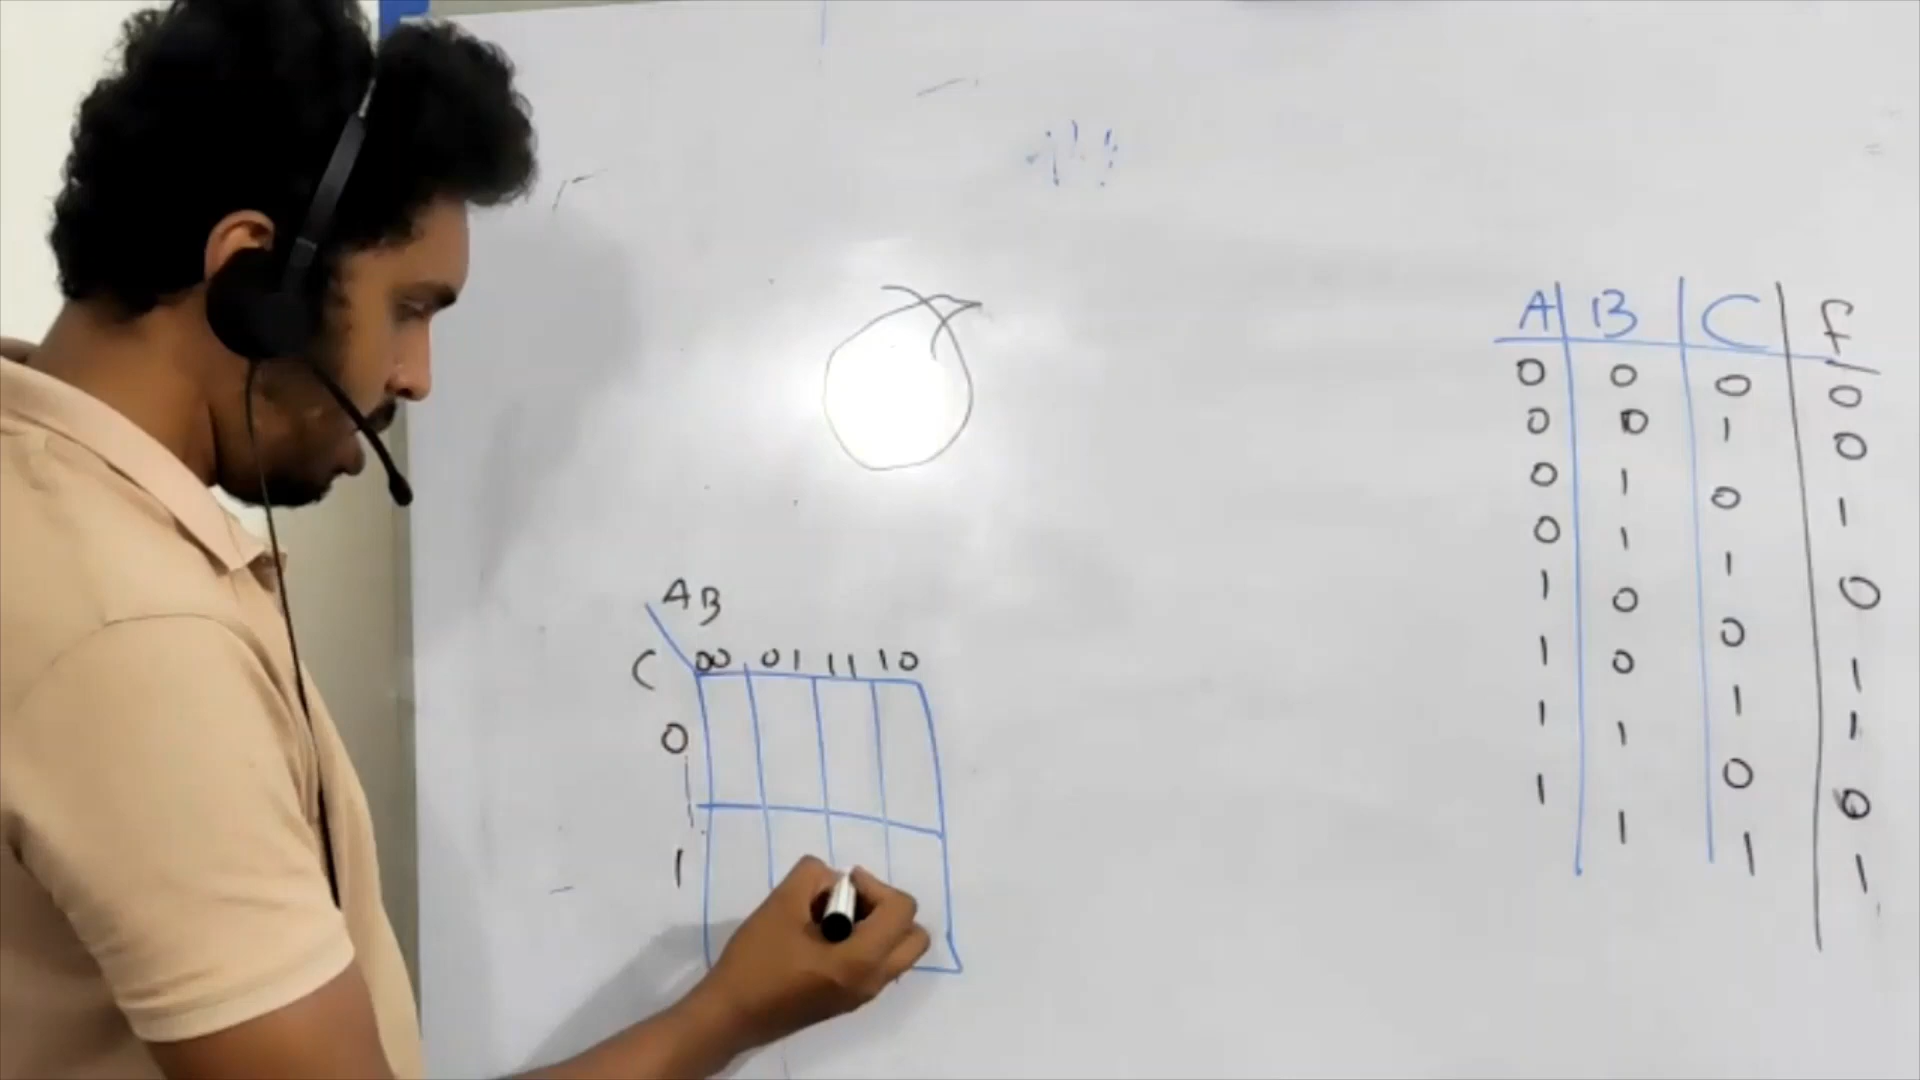 A B C f
0 0 0 0
0 0 1 0
0 1 0 1
0 1 1 0
1 0 0 1
1 0 1 1
1 1 0 0
1 1 1 1
AB
C 00 01 11 10
0
1